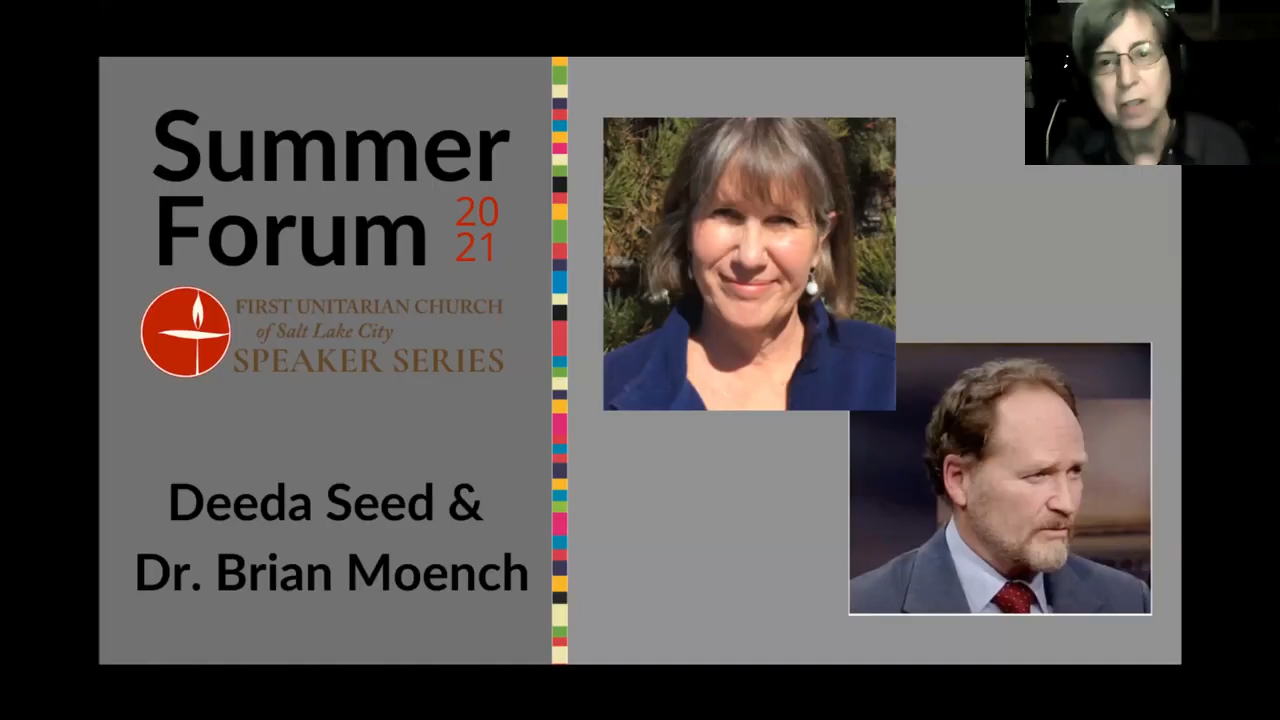 Summer
Forum
20
21
FIRST UNITARIAN CHURCH
of Salt Lake City
SPEAKER SERIES
Deeda Seed &
Dr. Brian Moench